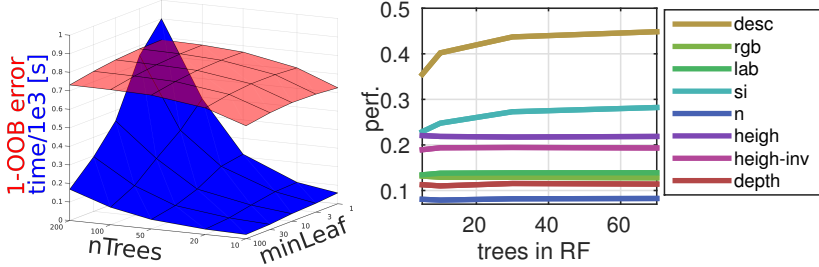 1-OOB error
time/1e3 [s]
1
0.9
0.8
0.7
0.6
0.5
0.4
0.3
0.2
0.1
0
200
100
50
20
10
nTrees
100
30
10
3
1
minLeaf
perf.
0.5
0.4
0.3
0.2
0.1
20
40
60
trees in RF
desc
rgb
lab
si
n
heigh
heigh-inv
depth